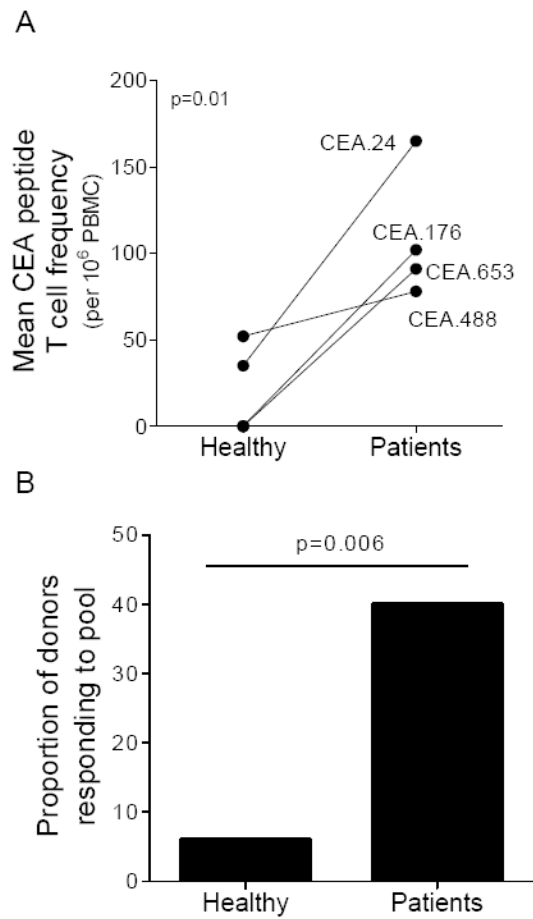 A
Mean CEA peptide
T cell frequency
(per 10⁶ PBMC)
200
150
100
50
0
p=0.01
CEA.24
CEA.176
CEA.653
CEA.488
Healthy
Patients
B
Proportion of donors
responding to pool
50
40
30
20
10
0
p=0.006
Healthy
Patients